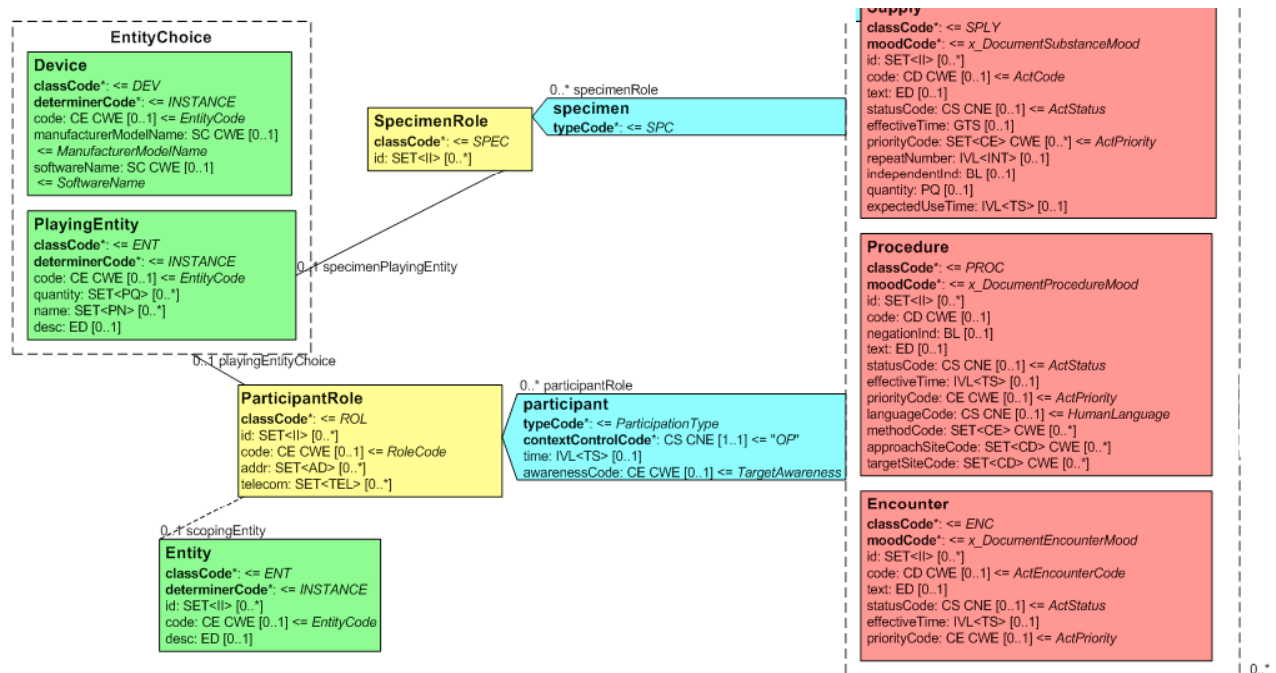 EntityChoice
Device
classCode*: <= DEV
determinerCode*: <= INSTANCE
code: CE CWE [0..1] <= EntityCode
manufacturerModelName: SC CWE [0..1]
<= ManufacturerModelName
softwareName: SC CWE [0..1]
<= SoftwareName
PlayingEntity
classCode*: <= ENT
determinerCode*: <= INSTANCE
code: CE CWE [0..1] <= EntityCode
quantity: SET<PQ> [0..*]
name: SET<PN> [0..*]
desc: ED [0..1]
0..1 playingEntityChoice
SpecimenRole
classCode*: <= SPEC
id: SET<II> [0..*]
0..1 specimenPlayingEntity
0..* specimenRole
specimen
typeCode*: <= SPC
ParticipantRole
classCode*: <= ROL
id: SET<II> [0..*]
code: CE CWE [0..1] <= RoleCode
addr: SET<AD> [0..*]
telecom: SET<TEL> [0..*]
0..* participantRole
participant
typeCode*: <= ParticipationType
contextControlCode*: CS CNE [1..1] <= "OP"
time: IVL<TS> [0..1]
awarenessCode: CE CWE [0..1] <= TargetAwareness
0..1 scopingEntity
Entity
classCode*: <= ENT
determinerCode*: <= INSTANCE
id: SET<II> [0..*]
code: CE CWE [0..1] <= EntityCode
desc: ED [0..1]
Supply
classCode*: <= SPLY
moodCode*: <= x_DocumentSubstanceMood
id: SET<II> [0..*]
code: CD CWE [0..1] <= ActCode
text: ED [0..1]
statusCode: CS CNE [0..1] <= ActStatus
effectiveTime: GTS [0..1]
priorityCode: SET<CE> CWE [0..*] <= ActPriority
repeatNumber: IVL<INT> [0..1]
independentInd: BL [0..1]
quantity: PQ [0..1]
expectedUseTime: IVL<TS> [0..1]
Procedure
classCode*: <= PROC
moodCode*: <= x_DocumentProcedureMood
id: SET<II> [0..*]
code: CD CWE [0..1]
negationInd: BL [0..1]
text: ED [0..1]
statusCode: CS CNE [0..1] <= ActStatus
effectiveTime: IVL<TS> [0..1]
priorityCode: CE CWE [0..1] <= ActPriority
languageCode: CS CNE [0..1] <= HumanLanguage
methodCode: SET<CE> CWE [0..*]
approachSiteCode: SET<CD> CWE [0..*]
targetSiteCode: SET<CD> CWE [0..*]
Encounter
classCode*: <= ENC
moodCode*: <= x_DocumentEncounterMood
id: SET<II> [0..*]
code: CD CWE [0..1] <= ActEncounterCode
text: ED [0..1]
statusCode: CS CNE [0..1] <= ActStatus
effectiveTime: IVL<TS> [0..1]
priorityCode: CE CWE [0..1] <= ActPriority
0..*